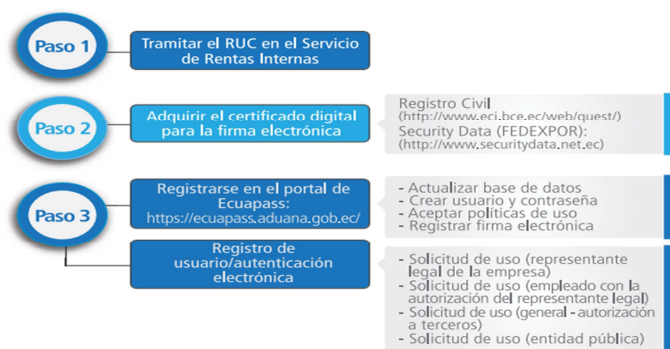 Paso 1
Tramitar el RUC en el Servicio
de Rentas Internas
Paso 2
Adquirir el certificado digital
para la firma electrónica
Registro Civil
(http://www.eci.bce.ec/web/guest/)
Security Data (FEDEXPOR):
(http://www.securitydata.net.ec)
Paso 3
Registrarse en el portal de
Ecuapass:
https://ecuapass.aduana.gob.ec/
- Actualizar base de datos
- Crear usuario y contraseña
- Aceptar políticas de uso
- Registrar firma electrónica
Registro de
usuario/autenticación
electrónica
- Solicitud de uso (representante
legal de la empresa)
- Solicitud de uso (empleado con la
autorización del representante legal)
- Solicitud de uso (general - autorización
a terceros)
- Solicitud de uso (entidad pública)